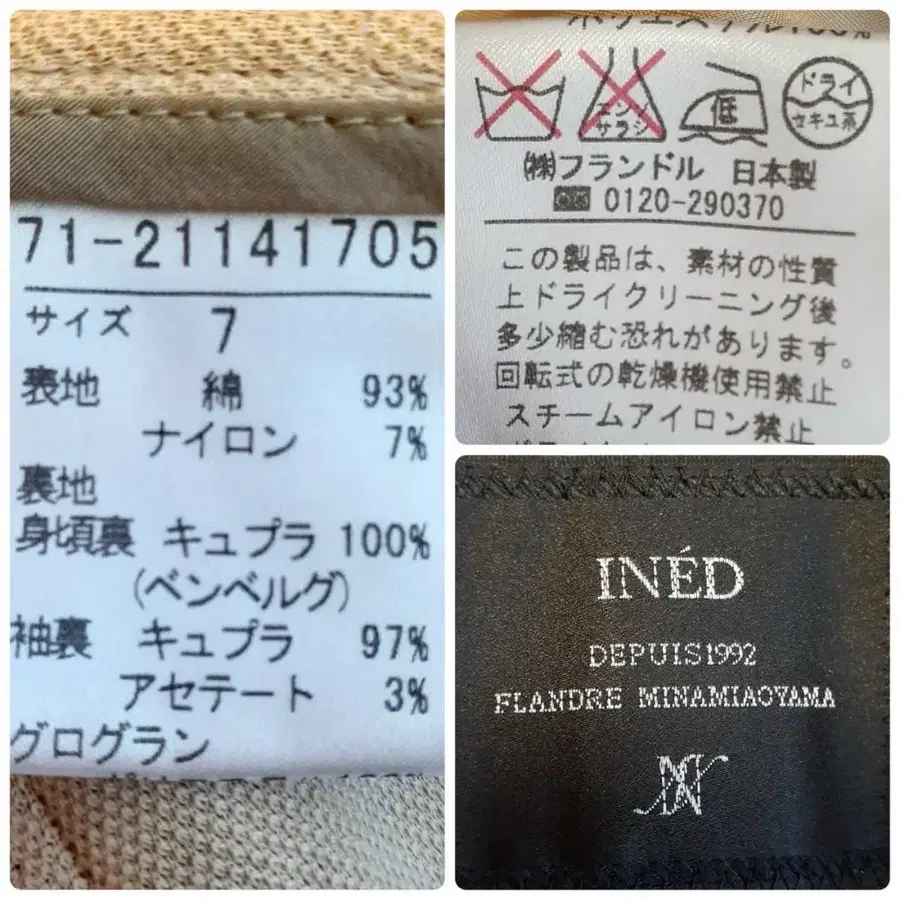 71-21141705
サイズ 7
表地 綿 93%
ナイロン 7%
裏地
身頃裏 キュプラ 100%
(ベンベルグ)
袖裏 キュプラ 97%
アセテート 3%
グログラン
エンソ
サラシ
低
ドライ
セキユ系
㈱フランドル 日本製
0120-290370
この製品は、素材の性質
上ドライクリーニング後
多少縮む恐れがあります。
回転式の乾燥機使用禁止
スチームアイロン禁止
INÉD
DEPUIS1992
FLANDRE MINAMIAOYAMA